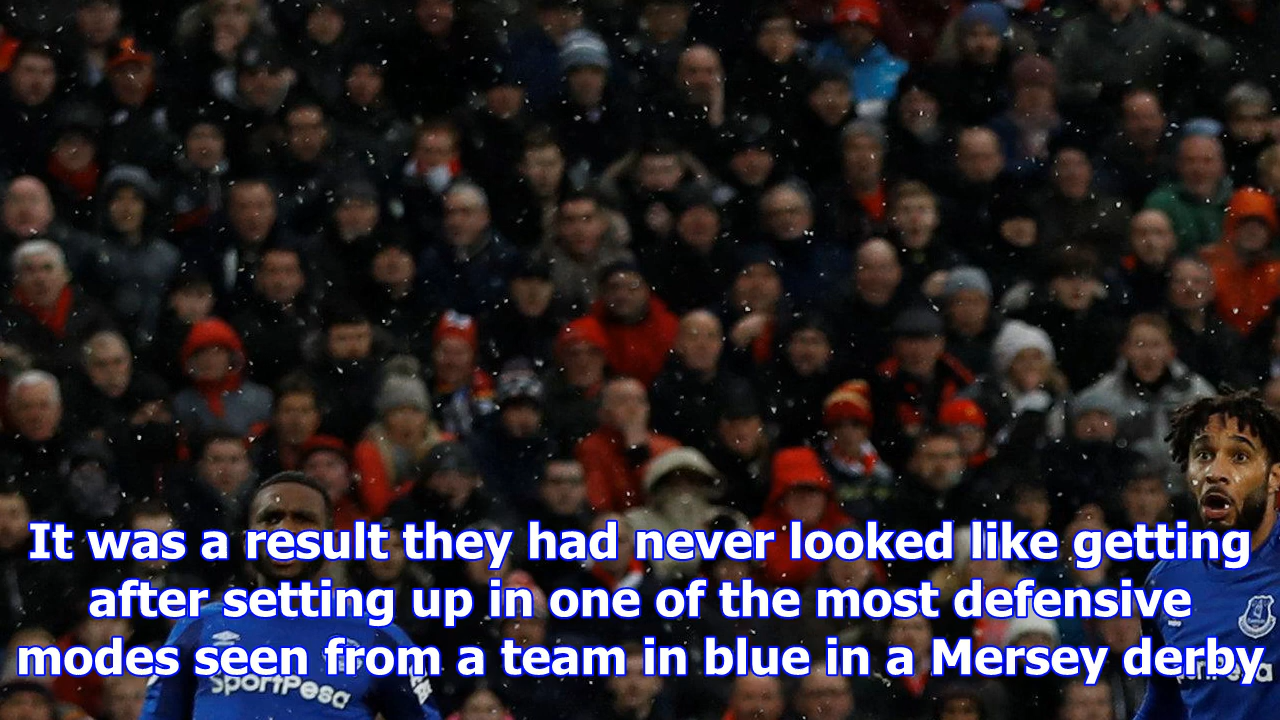 It was a result they had never looked like getting
after setting up in one of the most defensive
modes seen from a team in blue in a Mersey derby
SportPesa